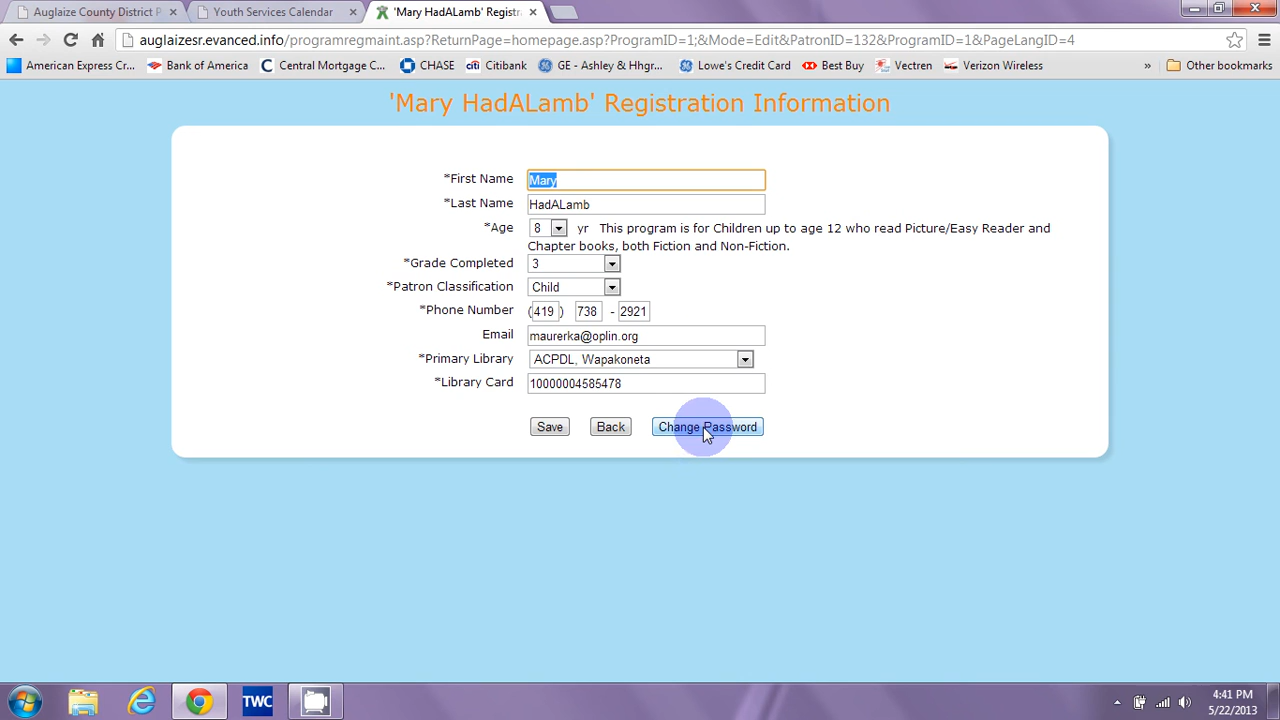 Auglaize County District P
Youth Services Calendar
'Mary HadALamb' Registr
auglaizesr.evanced.info/programregmaint.asp?ReturnPage=homepage.asp?ProgramID=1;&Mode=Edit&PatronID=132&ProgramID=1&PageLangID=4
American Express Cr... Bank of America Central Mortgage C... CHASE Citibank GE - Ashley & Hhgr... Lowe's Credit Card Best Buy Vectren Verizon Wireless » Other bookmarks
'Mary HadALamb' Registration Information
*First Name Mary
*Last Name HadALamb
*Age 8 yr This program is for Children up to age 12 who read Picture/Easy Reader and
Chapter books, both Fiction and Non-Fiction.
*Grade Completed 3
*Patron Classification Child
*Phone Number (419) 738 - 2921
Email maurerka@oplin.org
*Primary Library ACPDL, Wapakoneta
*Library Card 10000004585478
Save Back Change Password
TWC
4:41 PM
5/22/2013